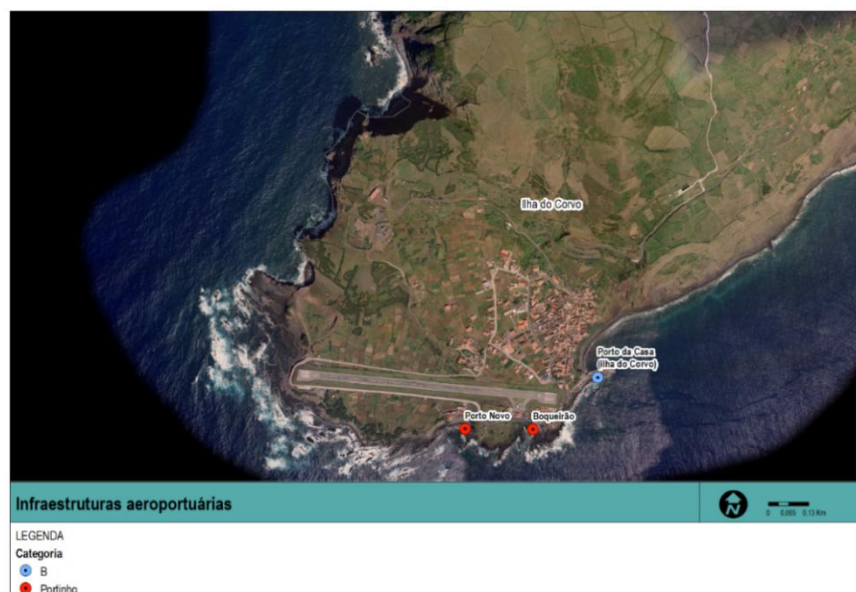 Ilha do Corvo
Porto da Casa
(ilha do Corvo)
Porto Novo
Boqueirão
Infraestruturas aeroportuárias
N
0 0,065 0,13 Km
LEGENDA
Categoria
B
Portinho